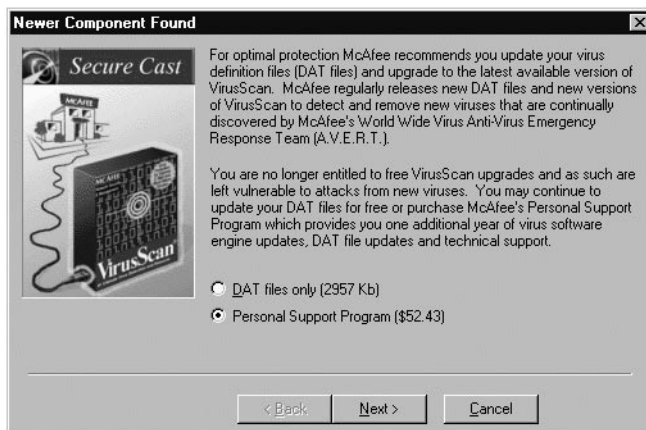 Newer Component Found
Secure Cast
McAFEE
McAFEE
VirusScan
For optimal protection McAfee recommends you update your virus
definition files (DAT files) and upgrade to the latest available version of
VirusScan. McAfee regularly releases new DAT files and new versions
of VirusScan to detect and remove new viruses that are continually
discovered by McAfee's World Wide Virus Anti-Virus Emergency
Response Team (A.V.E.R.T.).
You are no longer entitled to free VirusScan upgrades and as such are
left vulnerable to attacks from new viruses. You may continue to
update your DAT files for free or purchase McAfee's Personal Support
Program which provides you one additional year of virus software
engine updates, DAT file updates and technical support.
DAT files only (2957 Kb)
Personal Support Program ($52.43)
< Back
Next >
Cancel